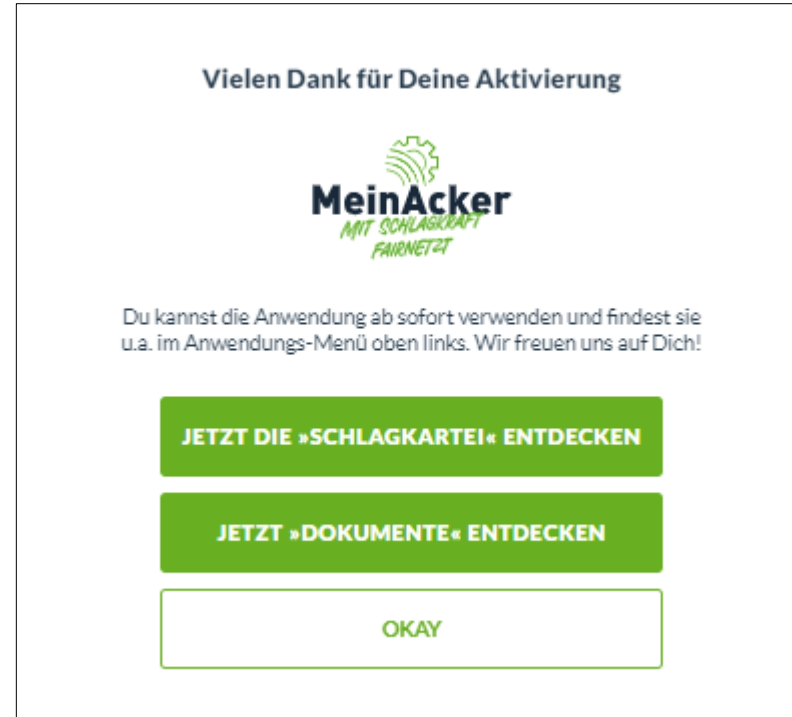 Vielen Dank für Deine Aktivierung
MeinAcker
MIT SCHLAGKRAFT
FAIRNETZT
Du kannst die Anwendung ab sofort verwenden und findest sie
u.a. im Anwendungs-Menü oben links. Wir freuen uns auf Dich!
JETZT DIE »SCHLAGKARTEI« ENTDECKEN
JETZT »DOKUMENTE« ENTDECKEN
OKAY